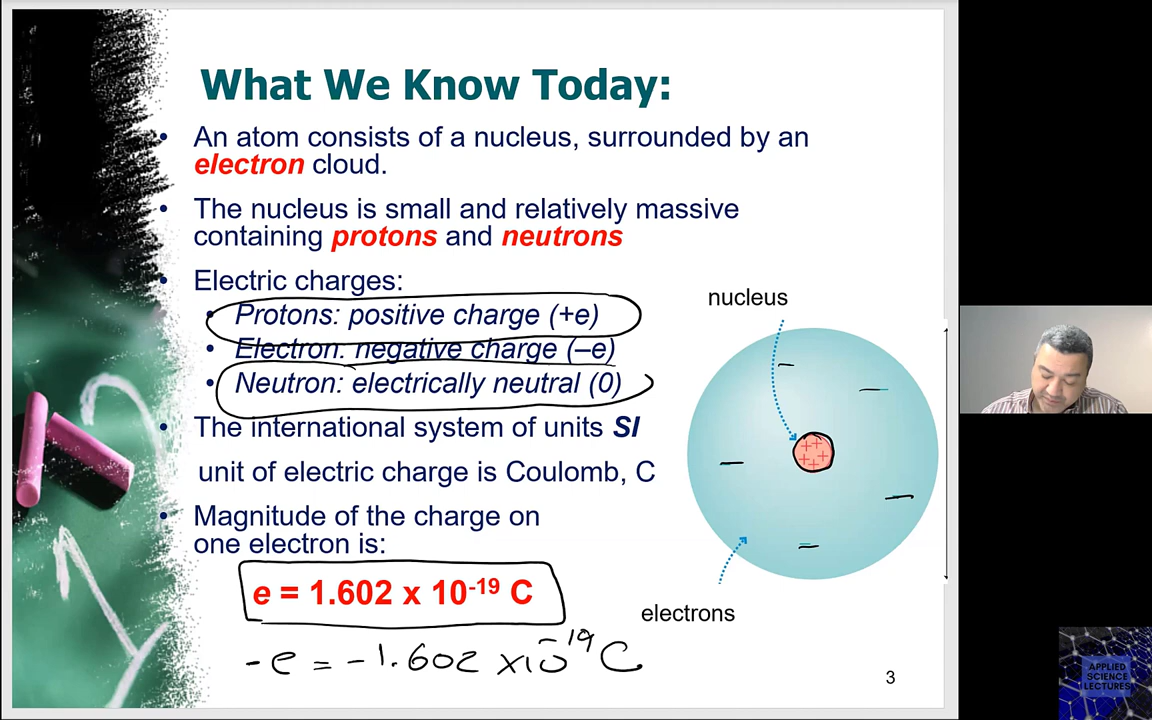 What We Know Today:
• An atom consists of a nucleus, surrounded by an
electron cloud.
• The nucleus is small and relatively massive
containing protons and neutrons
• Electric charges:
• Protons: positive charge (+e)
• Electron: negative charge (–e)
• Neutron: electrically neutral (0)
• The international system of units SI
unit of electric charge is Coulomb, C
• Magnitude of the charge on
one electron is:
e = 1.602 x 10-19 C
-e = -1.602 x10-19 C
nucleus
electrons
3
APPLIED
SCIENCE
LECTURES